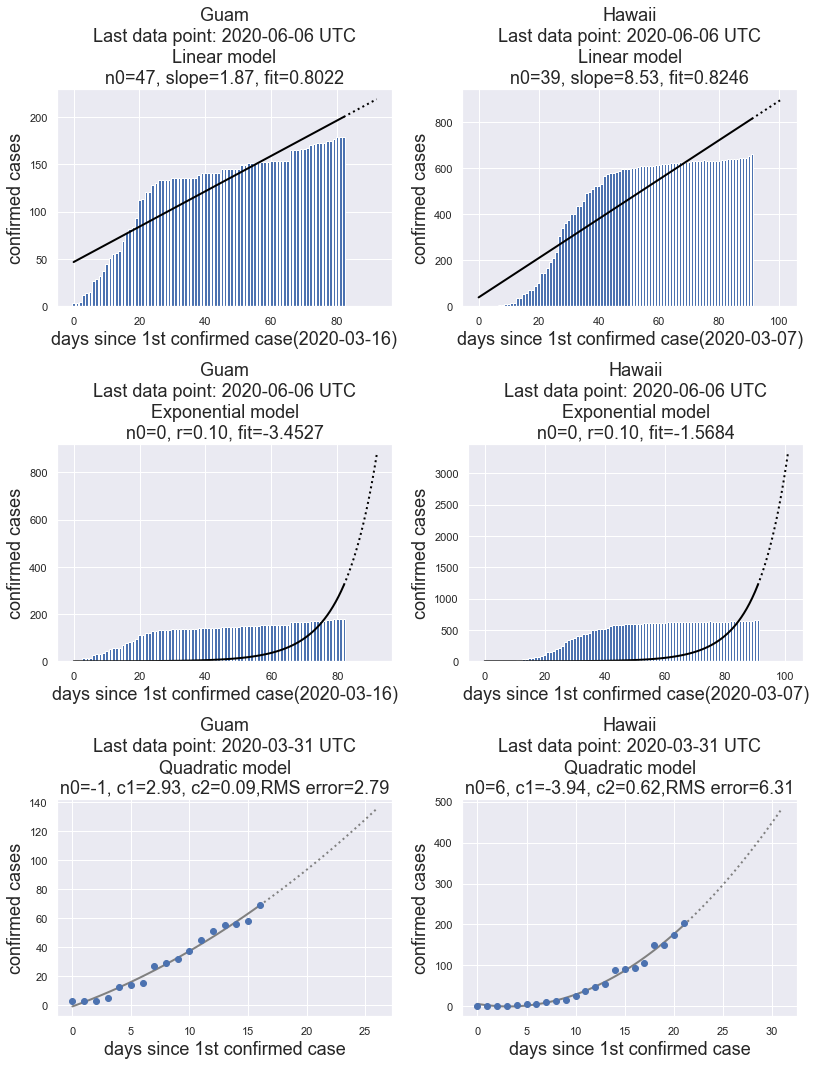 Guam
Last data point: 2020-06-06 UTC
Linear model
n0=47, slope=1.87, fit=0.8022
200
150
100
50
0
confirmed cases
0 20 40 60 80
days since 1st confirmed case(2020-03-16)
Hawaii
Last data point: 2020-06-06 UTC
Linear model
n0=39, slope=8.53, fit=0.8246
800
600
400
200
0
confirmed cases
0 20 40 60 80 100
days since 1st confirmed case(2020-03-07)
Guam
Last data point: 2020-06-06 UTC
Exponential model
n0=0, r=0.10, fit=-3.4527
800
600
400
200
0
confirmed cases
0 20 40 60 80
days since 1st confirmed case(2020-03-16)
Hawaii
Last data point: 2020-06-06 UTC
Exponential model
n0=0, r=0.10, fit=-1.5684
3000
2500
2000
1500
1000
500
0
confirmed cases
0 20 40 60 80 100
days since 1st confirmed case(2020-03-07)
Guam
Last data point: 2020-03-31 UTC
Quadratic model
n0=-1, c1=2.93, c2=0.09,RMS error=2.79
140
120
100
80
60
40
20
0
confirmed cases
0 5 10 15 20 25
days since 1st confirmed case
Hawaii
Last data point: 2020-03-31 UTC
Quadratic model
n0=6, c1=-3.94, c2=0.62,RMS error=6.31
500
400
300
200
100
0
confirmed cases
0 5 10 15 20 25 30
days since 1st confirmed case